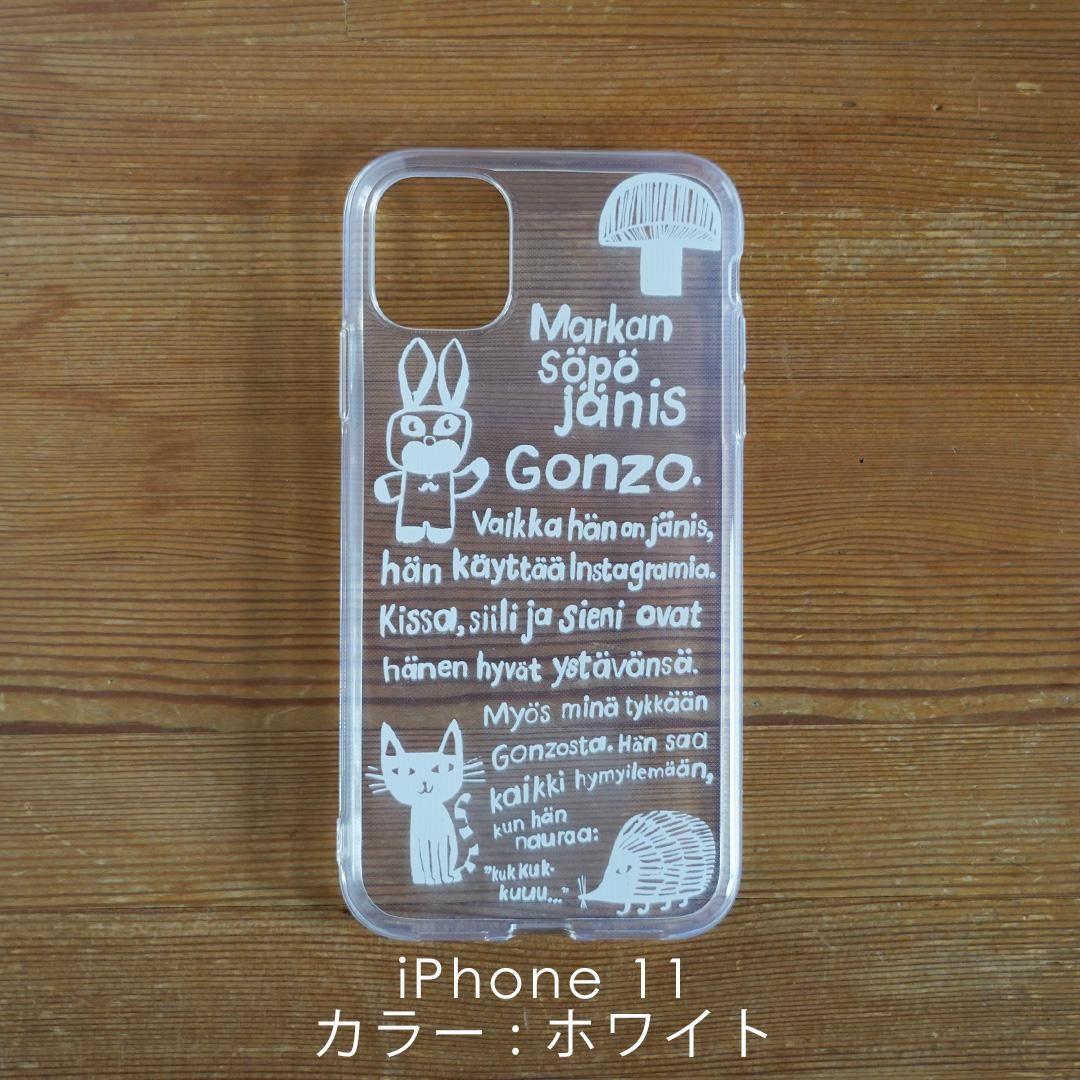 Markan
söpö
jänis
Gonzo.
Vaikka hän on jänis,
hän käyttää Instagramia.
Kissa, siili ja sieni ovat
hänen hyvät ystävänsä.
Myös minä tykkään
Gonzosta. Hän saa
kaikki hymyilemään,
kun hän
nauraa:
"kuk kuk-
kuuu..."
iPhone 11
カラー：ホワイト